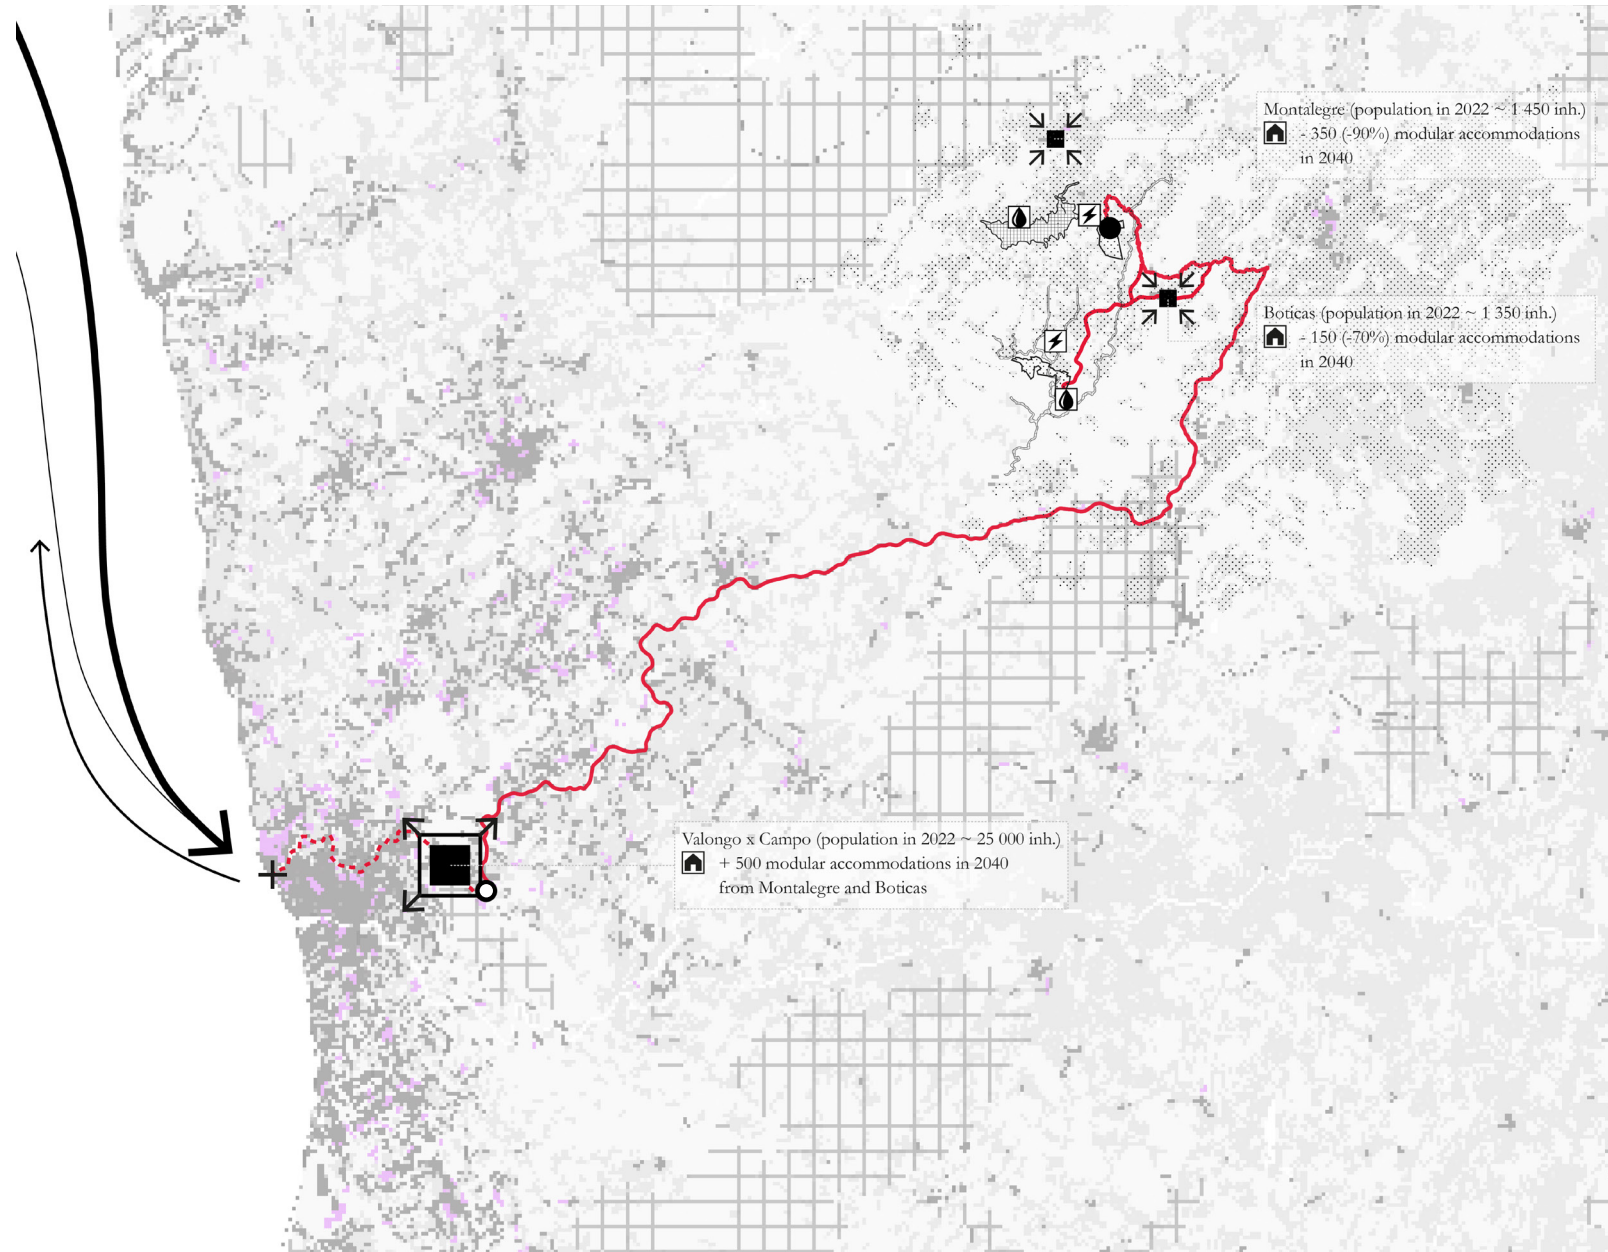 Montalegre (population in 2022 ~ 1 450 inh.)
- 350 (-90%) modular accommodations
in 2040
Boticas (population in 2022 ~ 1 350 inh.)
- 150 (-70%) modular accommodations
in 2040
Valongo x Campo (population in 2022 ~ 25 000 inh.)
+ 500 modular accommodations in 2040
from Montalegre and Boticas